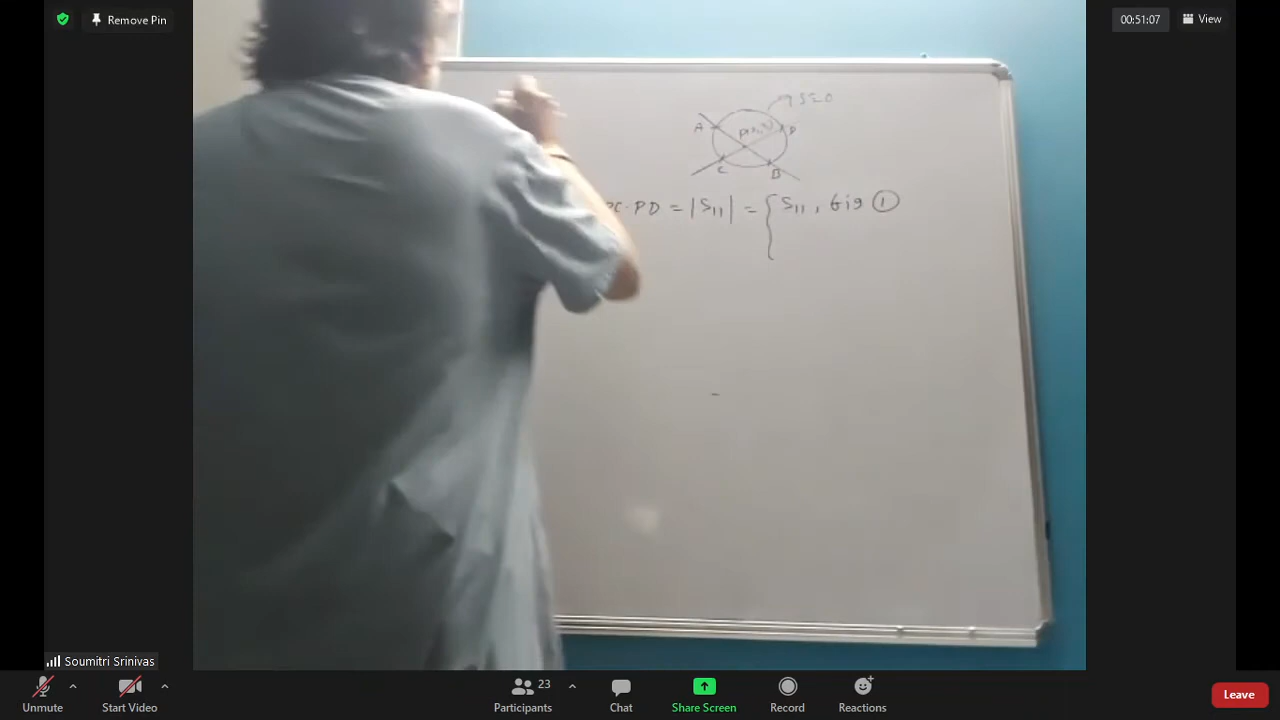 Remove Pin
00:51:07
View
S=0
A
D
C
B
PC·PD = |S₁₁| = { S₁₁, fig ①
Soumitri Srinivas
Unmute
Start Video
Participants
23
Chat
Share Screen
Record
Reactions
Leave